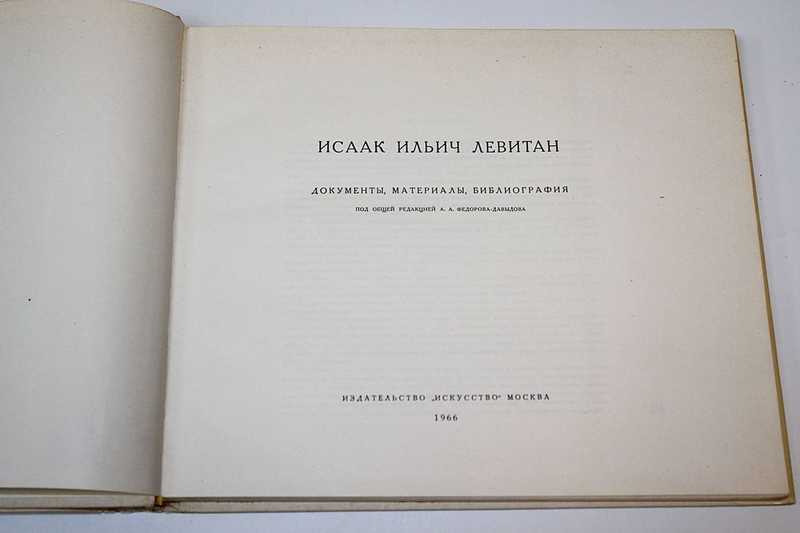 ИСААК ИЛЬИЧ ЛЕВИТАН
ДОКУМЕНТЫ, МАТЕРИАЛЫ, БИБЛИОГРАФИЯ
ПОД ОБЩЕЙ РЕДАКЦИЕЙ А. А. ФЕДОРОВА-ДАВЫДОВА
ИЗДАТЕЛЬСТВО „ИСКУССТВО“ МОСКВА
1966